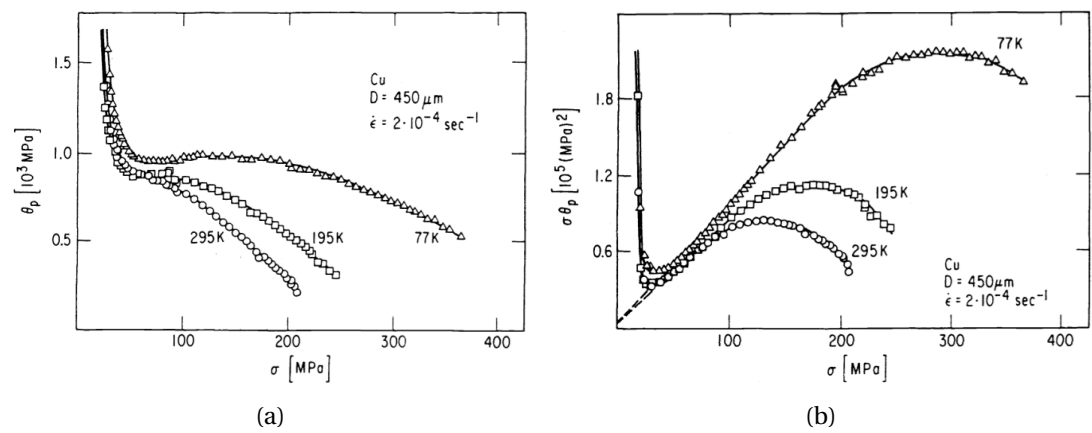 1.5
1.0
0.5
θp [10³ MPa]
Cu
D = 450 μm
ε̇ = 2·10⁻⁴ sec⁻¹
295K
195K
77K
100
200
300
400
σ [MPa]
(a)
1.8
1.2
0.6
0
σθp [10⁵ (MPa)²]
77K
195K
295K
Cu
D = 450μm
ε̇ = 2·10⁻⁴ sec⁻¹
100
200
300
400
σ [MPa]
(b)